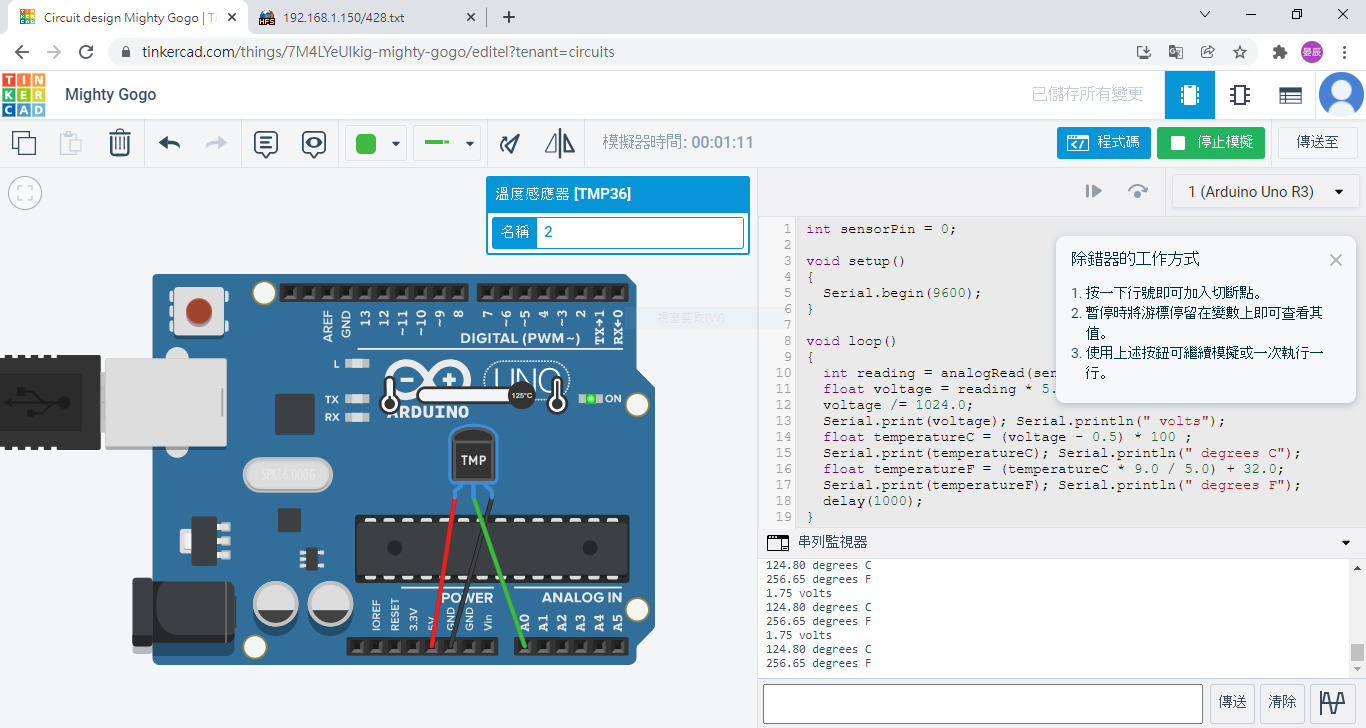 Circuit design Mighty Gogo | Ti
192.168.1.150/428.txt
tinkercad.com/things/7M4LYeUlkig-mighty-gogo/editel?tenant=circuits
晏辰
TIN
KER
CAD
Mighty Gogo
已儲存所有變更
模擬器時間: 00:01:11
程式碼
停止模擬
傳送至
溫度感應器 [TMP36]
名稱 2
1 (Arduino Uno R3)
1 int sensorPin = 0;
2
3 void setup()
4 {
5 Serial.begin(9600);
6 }
7
8 void loop()
9 {
10 int reading = analogRead(sen
11 float voltage = reading * 5.
12 voltage /= 1024.0;
13 Serial.print(voltage); Serial.println(" volts");
14 float temperatureC = (voltage - 0.5) * 100 ;
15 Serial.print(temperatureC); Serial.println(" degrees C");
16 float temperatureF = (temperatureC * 9.0 / 5.0) + 32.0;
17 Serial.print(temperatureF); Serial.println(" degrees F");
18 delay(1000);
19 }
除錯器的工作方式
1. 按一下行號即可加入切斷點。
2. 暫停時將游標停留在變數上即可查看其
值。
3. 使用上述按鈕可繼續模擬或一次執行一
行。
AREF
GND
13
12
~11
~10
~9
8
7
~6
~5
4
~3
2
TX→1
RX←0
DIGITAL (PWM~)
L
TX
RX
UNO
125°C
ON
ARDUINO
TMP
SPK16.000G
POWER
ANALOG IN
IOREF
RESET
3.3V
5V
GND
GND
Vin
A0
A1
A2
A3
A4
A5
串列監視器
124.80 degrees C
256.65 degrees F
1.75 volts
124.80 degrees C
256.65 degrees F
1.75 volts
124.80 degrees C
256.65 degrees F
傳送
清除